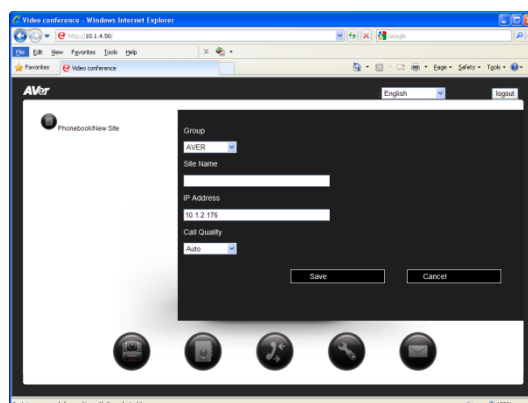 Video conference - Windows Internet Explorer
http://10.1.4.50/
Google
File Edit View Favorites Tools Help
Favorites Video conference
Page Safety Tools
AVer
English logout
Phonebook/New Site
Group
AVER
Site Name
IP Address
10.1.2.176
Call Quality
Auto
Save Cancel